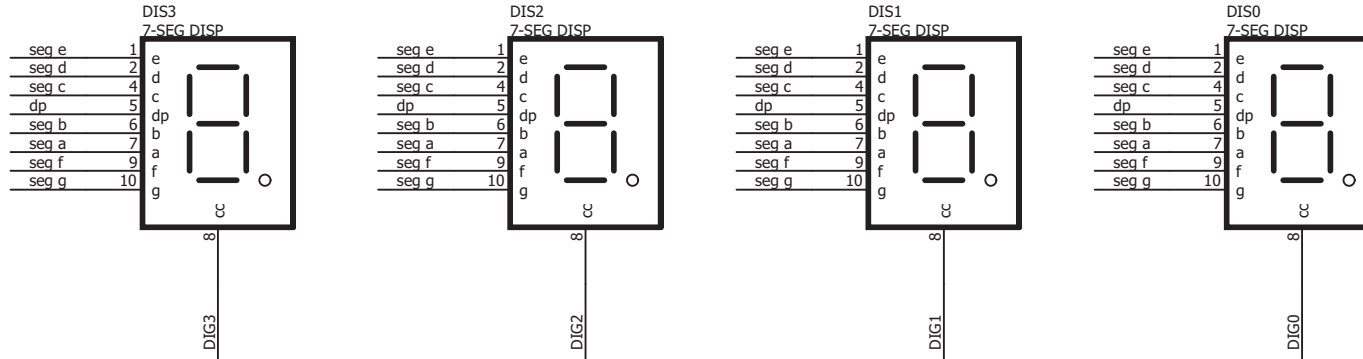 DIS3
7-SEG DISP
seg e 1 e
seg d 2 d
seg c 4 c
dp 5 dp
seg b 6 b
seg a 7 a
seg f 9 f
seg g 10 g
cc
8
DIG3
DIS2
7-SEG DISP
seg e 1 e
seg d 2 d
seg c 4 c
dp 5 dp
seg b 6 b
seg a 7 a
seg f 9 f
seg g 10 g
cc
8
DIG2
DIS1
7-SEG DISP
seg e 1 e
seg d 2 d
seg c 4 c
dp 5 dp
seg b 6 b
seg a 7 a
seg f 9 f
seg g 10 g
cc
8
DIG1
DIS0
7-SEG DISP
seg e 1 e
seg d 2 d
seg c 4 c
dp 5 dp
seg b 6 b
seg a 7 a
seg f 9 f
seg g 10 g
cc
8
DIG0